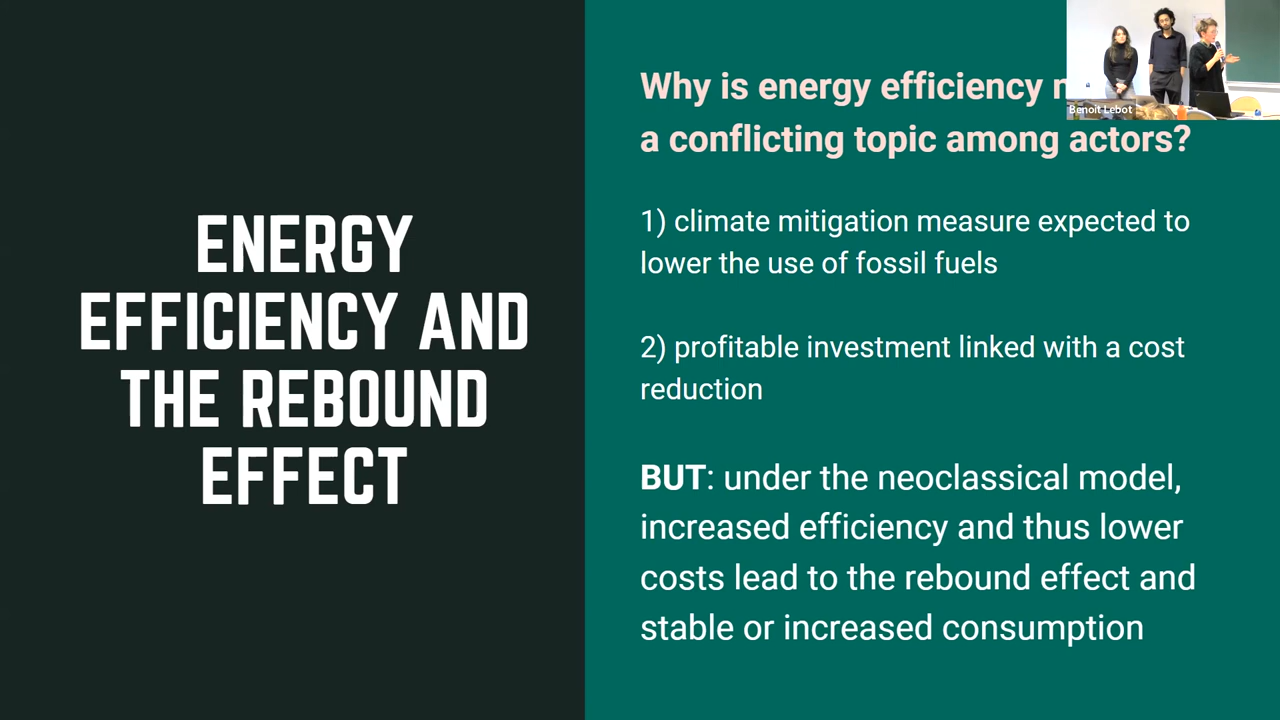 ENERGY
EFFICIENCY AND
THE REBOUND
EFFECT
Why is energy efficiency
a conflicting topic among actors?
1) climate mitigation measure expected to
lower the use of fossil fuels
2) profitable investment linked with a cost
reduction
BUT: under the neoclassical model,
increased efficiency and thus lower
costs lead to the rebound effect and
stable or increased consumption
Benoit Lebot